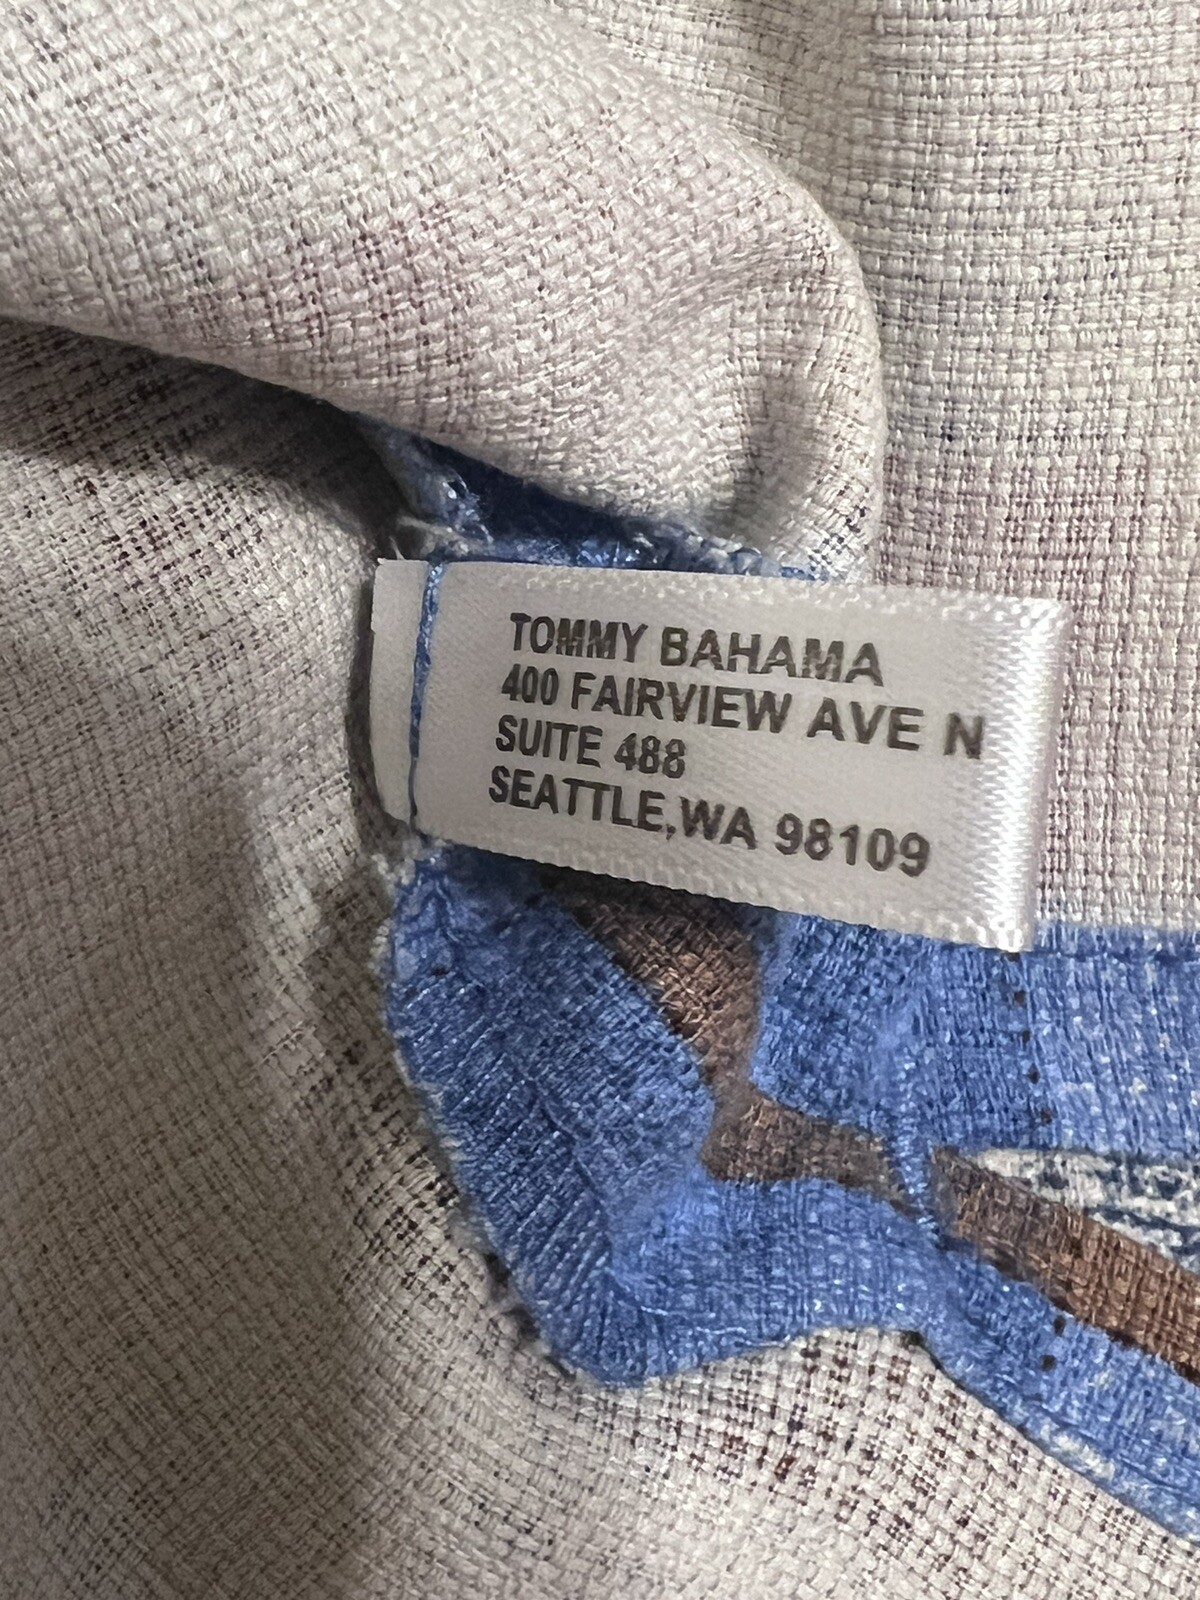 TOMMY BAHAMA
400 FAIRVIEW AVE N
SUITE 488
SEATTLE,WA 98109